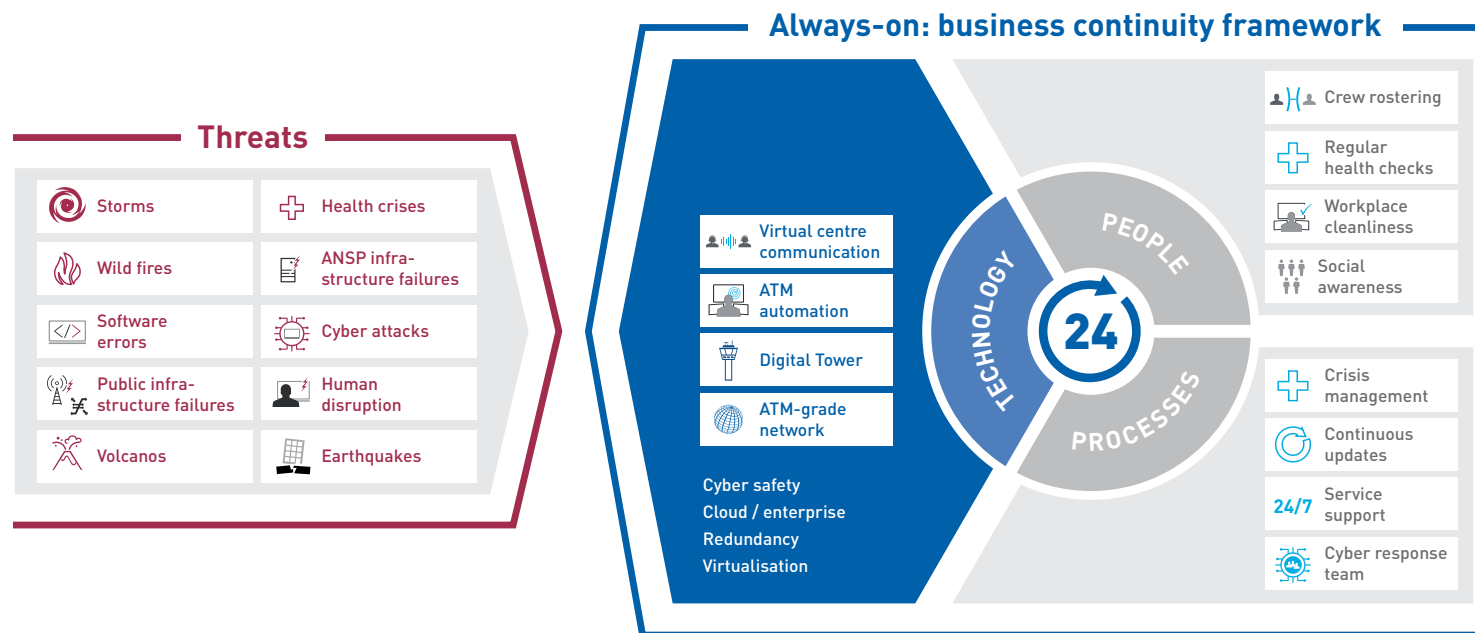 Always-on: business continuity framework
Threats
Storms
Health crises
Wild fires
ANSP infra-
structure failures
Software
errors
</>
Cyber attacks
Public infra-
structure failures
Human
disruption
Volcanos
Earthquakes
Virtual centre
communication
ATM
automation
Digital Tower
ATM-grade
network
Cyber safety
Cloud / enterprise
Redundancy
Virtualisation
TECHNOLOGY
PEOPLE
PROCESSES
24
Crew rostering
Regular
health checks
Workplace
cleanliness
Social
awareness
Crisis
management
Continuous
updates
24/7
Service
support
Cyber response
team